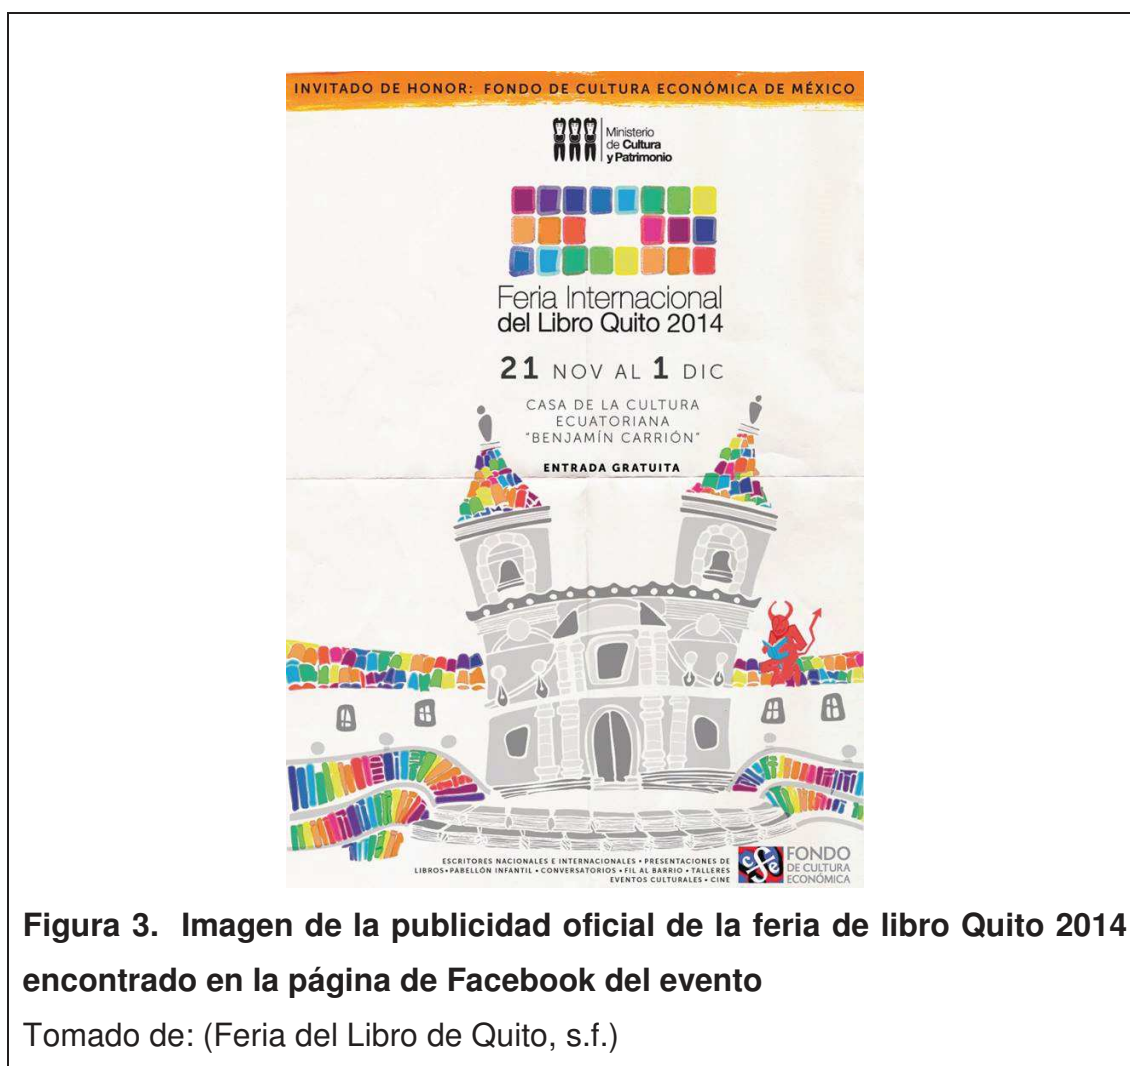 INVITADO DE HONOR: FONDO DE CULTURA ECONÓMICA DE MÉXICO
Ministerio
de Cultura
y Patrimonio
Feria Internacional
del Libro Quito 2014
21 NOV AL 1 DIC
CASA DE LA CULTURA
ECUATORIANA
"BENJAMÍN CARRIÓN"
ENTRADA GRATUITA
ESCRITORES NACIONALES E INTERNACIONALES • PRESENTACIONES DE
LIBROS•PABELLÓN INFANTIL • CONVERSATORIOS • FIL AL BARRIO • TALLERES
EVENTOS CULTURALES • CINE
cfe
FONDO
DE CULTURA
ECONÓMICA
Figura 3. Imagen de la publicidad oficial de la feria de libro Quito 2014
encontrado en la página de Facebook del evento
Tomado de: (Feria del Libro de Quito, s.f.)